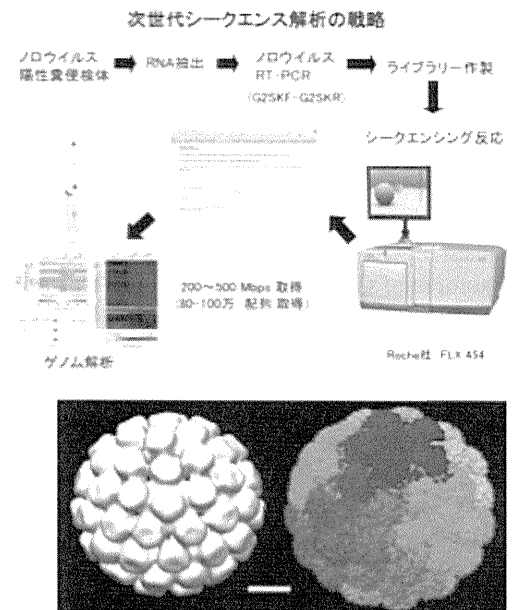 次世代シークエンス解析の戦略
ノロウイルス
陽性糞便検体
RNA抽出
ノロウイルス
RT-PCR
(G2SKF-G2SKR)
ライブラリー作製
シークエンシング反応
200～500 Mbps 取得
(80-100万 配列 取得)
Roche社 FLX 454
ゲノム解析